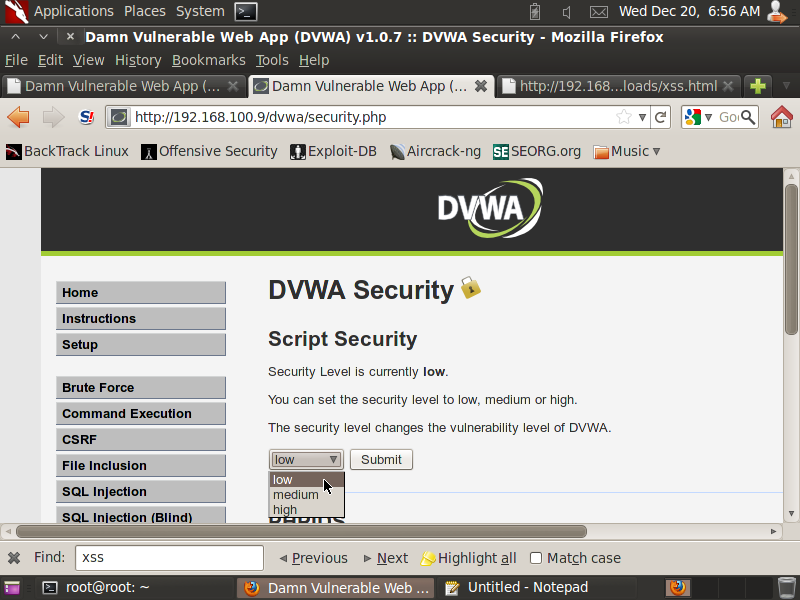 Applications Places System Wed Dec 20, 6:56 AM
Damn Vulnerable Web App (DVWA) v1.0.7 :: DVWA Security - Mozilla Firefox
File Edit View History Bookmarks Tools Help
Damn Vulnerable Web App (... Damn Vulnerable Web App (... http://192.168...loads/xss.html
http://192.168.100.9/dvwa/security.php
BackTrack Linux Offensive Security Exploit-DB Aircrack-ng SE SEORG.org Music
DVWA
Home
Instructions
Setup
Brute Force
Command Execution
CSRF
File Inclusion
SQL Injection
SQL Injection (Blind)
DVWA Security
Script Security
Security Level is currently low.
You can set the security level to low, medium or high.
The security level changes the vulnerability level of DVWA.
low Submit
low
medium
high
Find: xss Previous Next Highlight all Match case
root@root: ~ Damn Vulnerable Web ... Untitled - Notepad